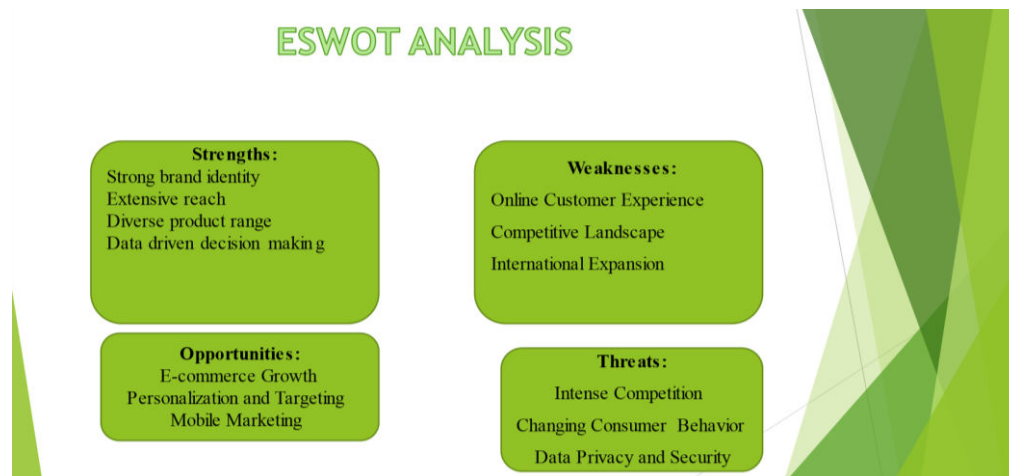 ESWOT ANALYSIS
Strengths:
Strong brand identity
Extensive reach
Diverse product range
Data driven decision making
Weaknesses:
Online Customer Experience
Competitive Landscape
International Expansion
Opportunities:
E-commerce Growth
Personalization and Targeting
Mobile Marketing
Threats:
Intense Competition
Changing Consumer Behavior
Data Privacy and Security